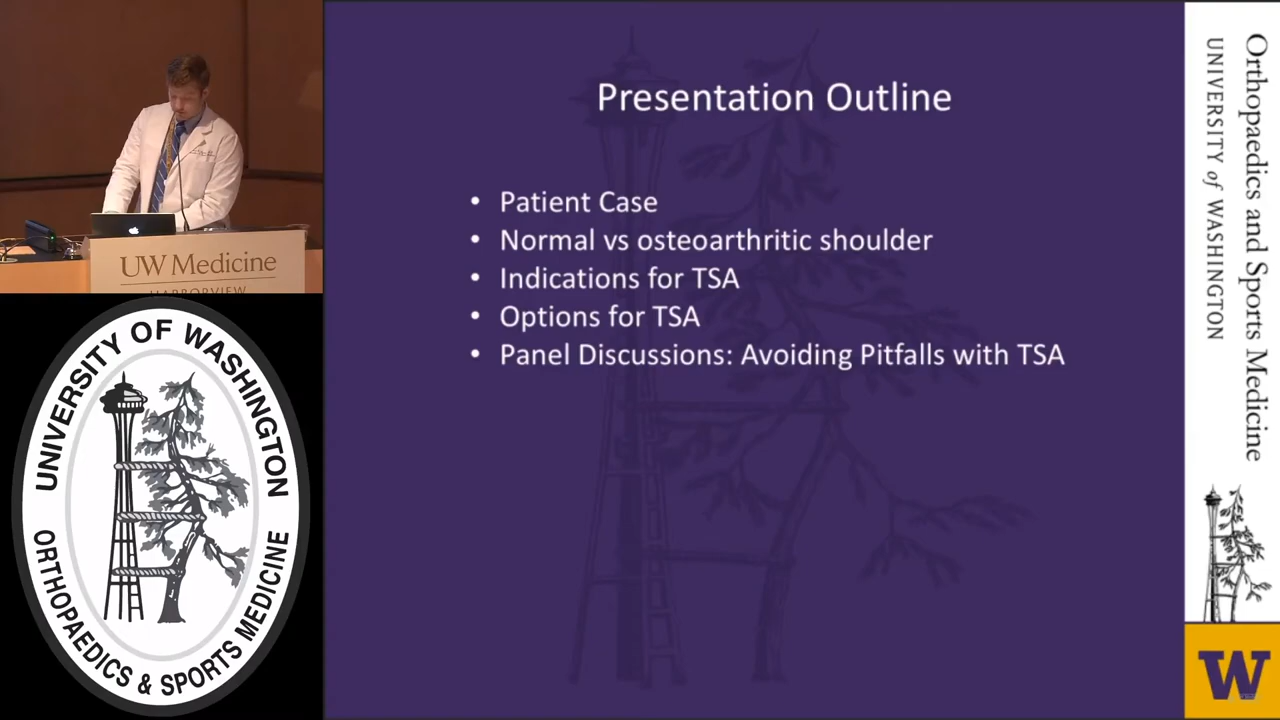 Presentation Outline
• Patient Case
• Normal vs osteoarthritic shoulder
• Indications for TSA
• Options for TSA
• Panel Discussions: Avoiding Pitfalls with TSA
UW Medicine
HARBORVIEW
UNIVERSITY OF WASHINGTON
ORTHOPAEDICS & SPORTS MEDICINE
Orthopaedics and Sports Medicine
UNIVERSITY of WASHINGTON
W